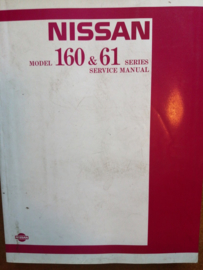 NISSAN
MODEL 160 & 61 SERIES
SERVICE MANUAL